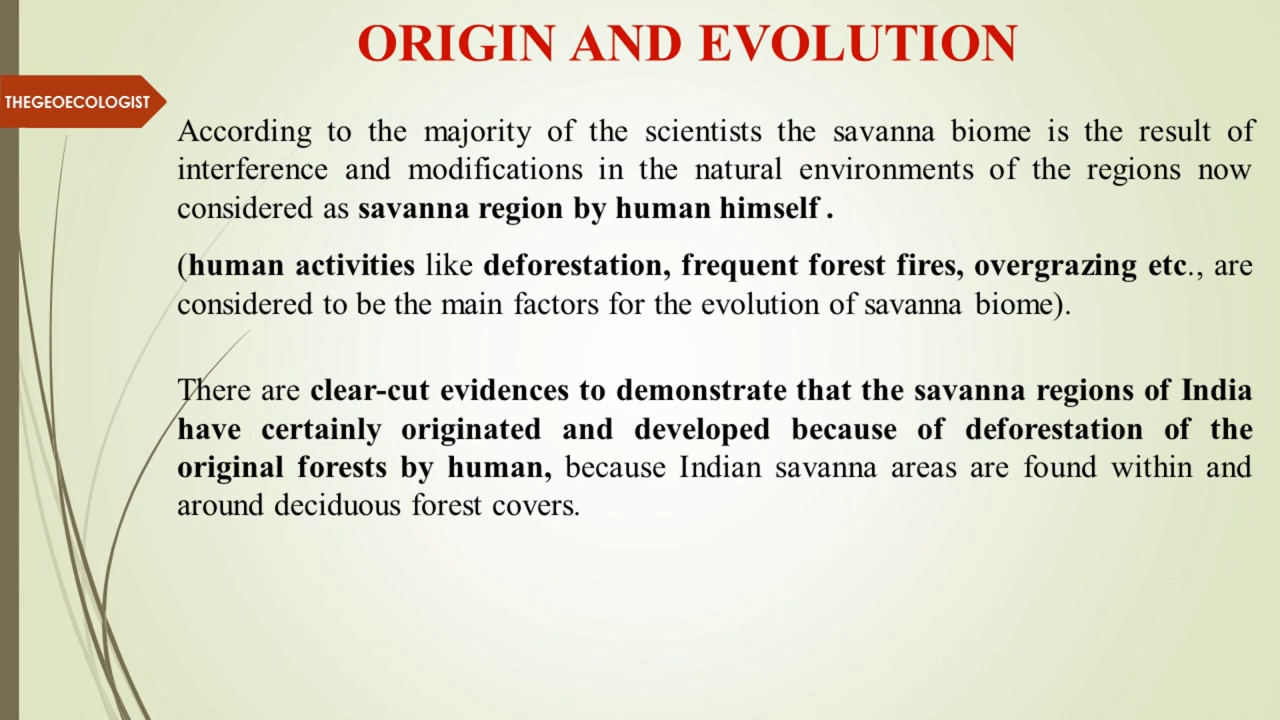 ORIGIN AND EVOLUTION
THEGEOECOLOGIST
According to the majority of the scientists the savanna biome is the result of
interference and modifications in the natural environments of the regions now
considered as savanna region by human himself .
(human activities like deforestation, frequent forest fires, overgrazing etc., are
considered to be the main factors for the evolution of savanna biome).
There are clear-cut evidences to demonstrate that the savanna regions of India
have certainly originated and developed because of deforestation of the
original forests by human, because Indian savanna areas are found within and
around deciduous forest covers.